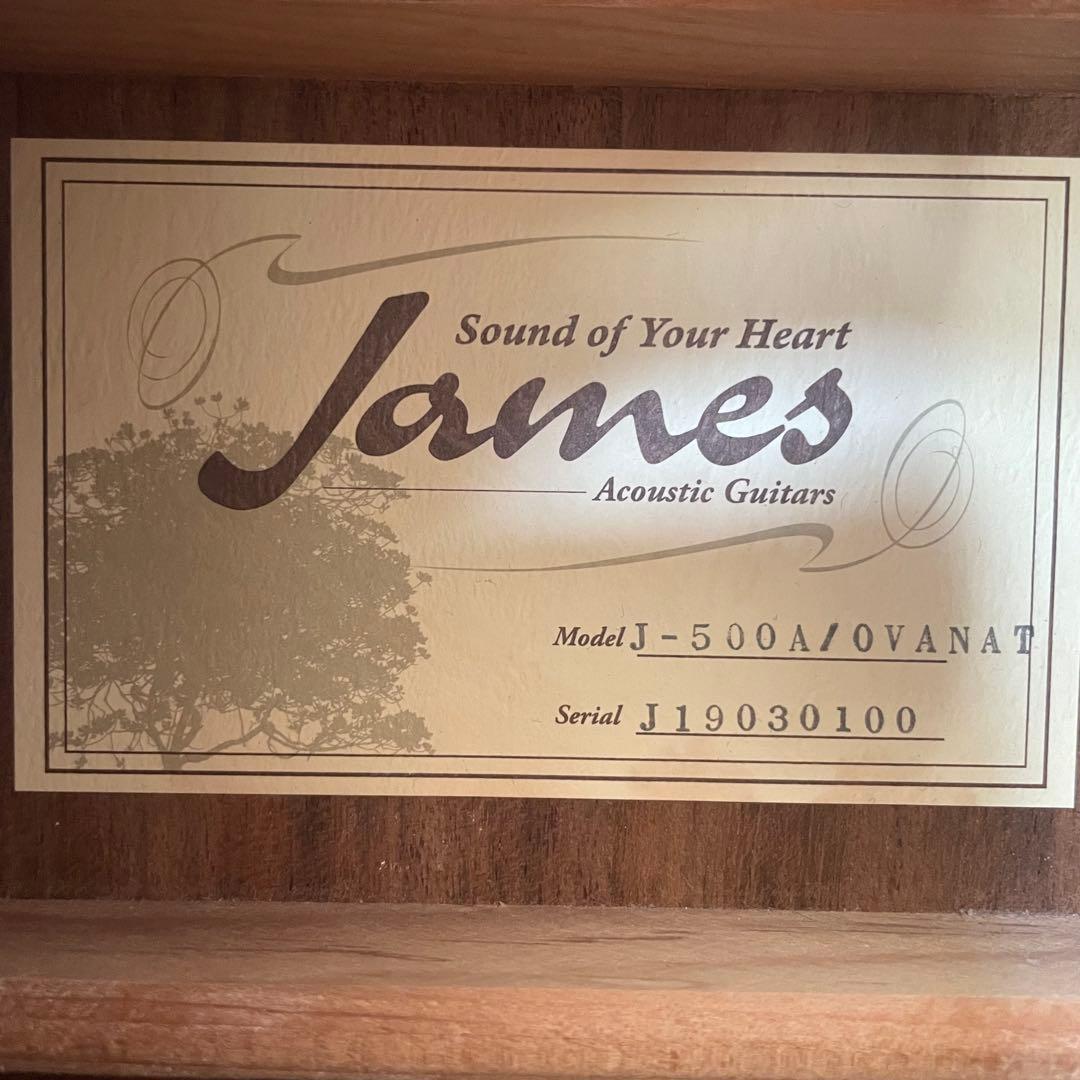 Sound of Your Heart
James
Acoustic Guitars
Model J-500A/OVANAT
Serial J19030100